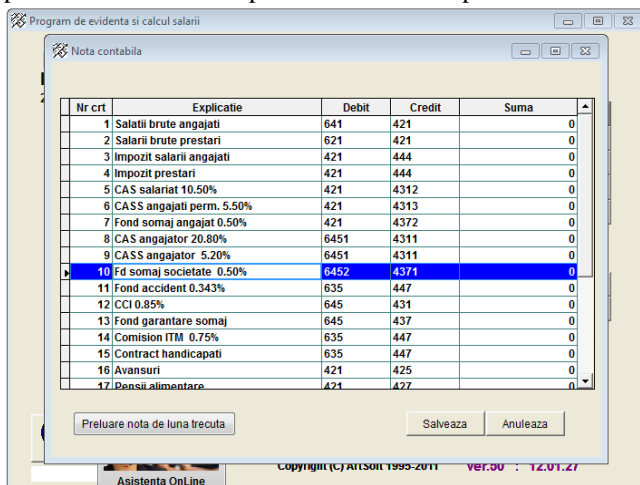 Program de evidenta si calcul salarii
Nota contabila
Nr crt Explicatie Debit Credit Suma
1 Salatii brute angajati 641 421 0
2 Salarii brute prestari 621 421 0
3 Impozit salarii angajati 421 444 0
4 Impozit prestari 421 444 0
5 CAS salariat 10.50% 421 4312 0
6 CASS angajati perm. 5.50% 421 4313 0
7 Fond somaj angajat 0.50% 421 4372 0
8 CAS angajator 20.80% 6451 4311 0
9 CASS angajator 5.20% 6451 4311 0
10 Fd somaj societate 0.50% 6452 4371 0
11 Fond accident 0.343% 635 447 0
12 CCI 0.85% 645 431 0
13 Fond garantare somaj 645 437 0
14 Comision ITM 0.75% 635 447 0
15 Contract handicapati 635 447 0
16 Avansuri 421 425 0
17 Pensii alimentare 421 427 0
Preluare nota de luna trecuta Salveaza Anuleaza
Copyright (C) ArtSoft 1995-2011 ver.50 : 12.01.27
Asistenta OnLine